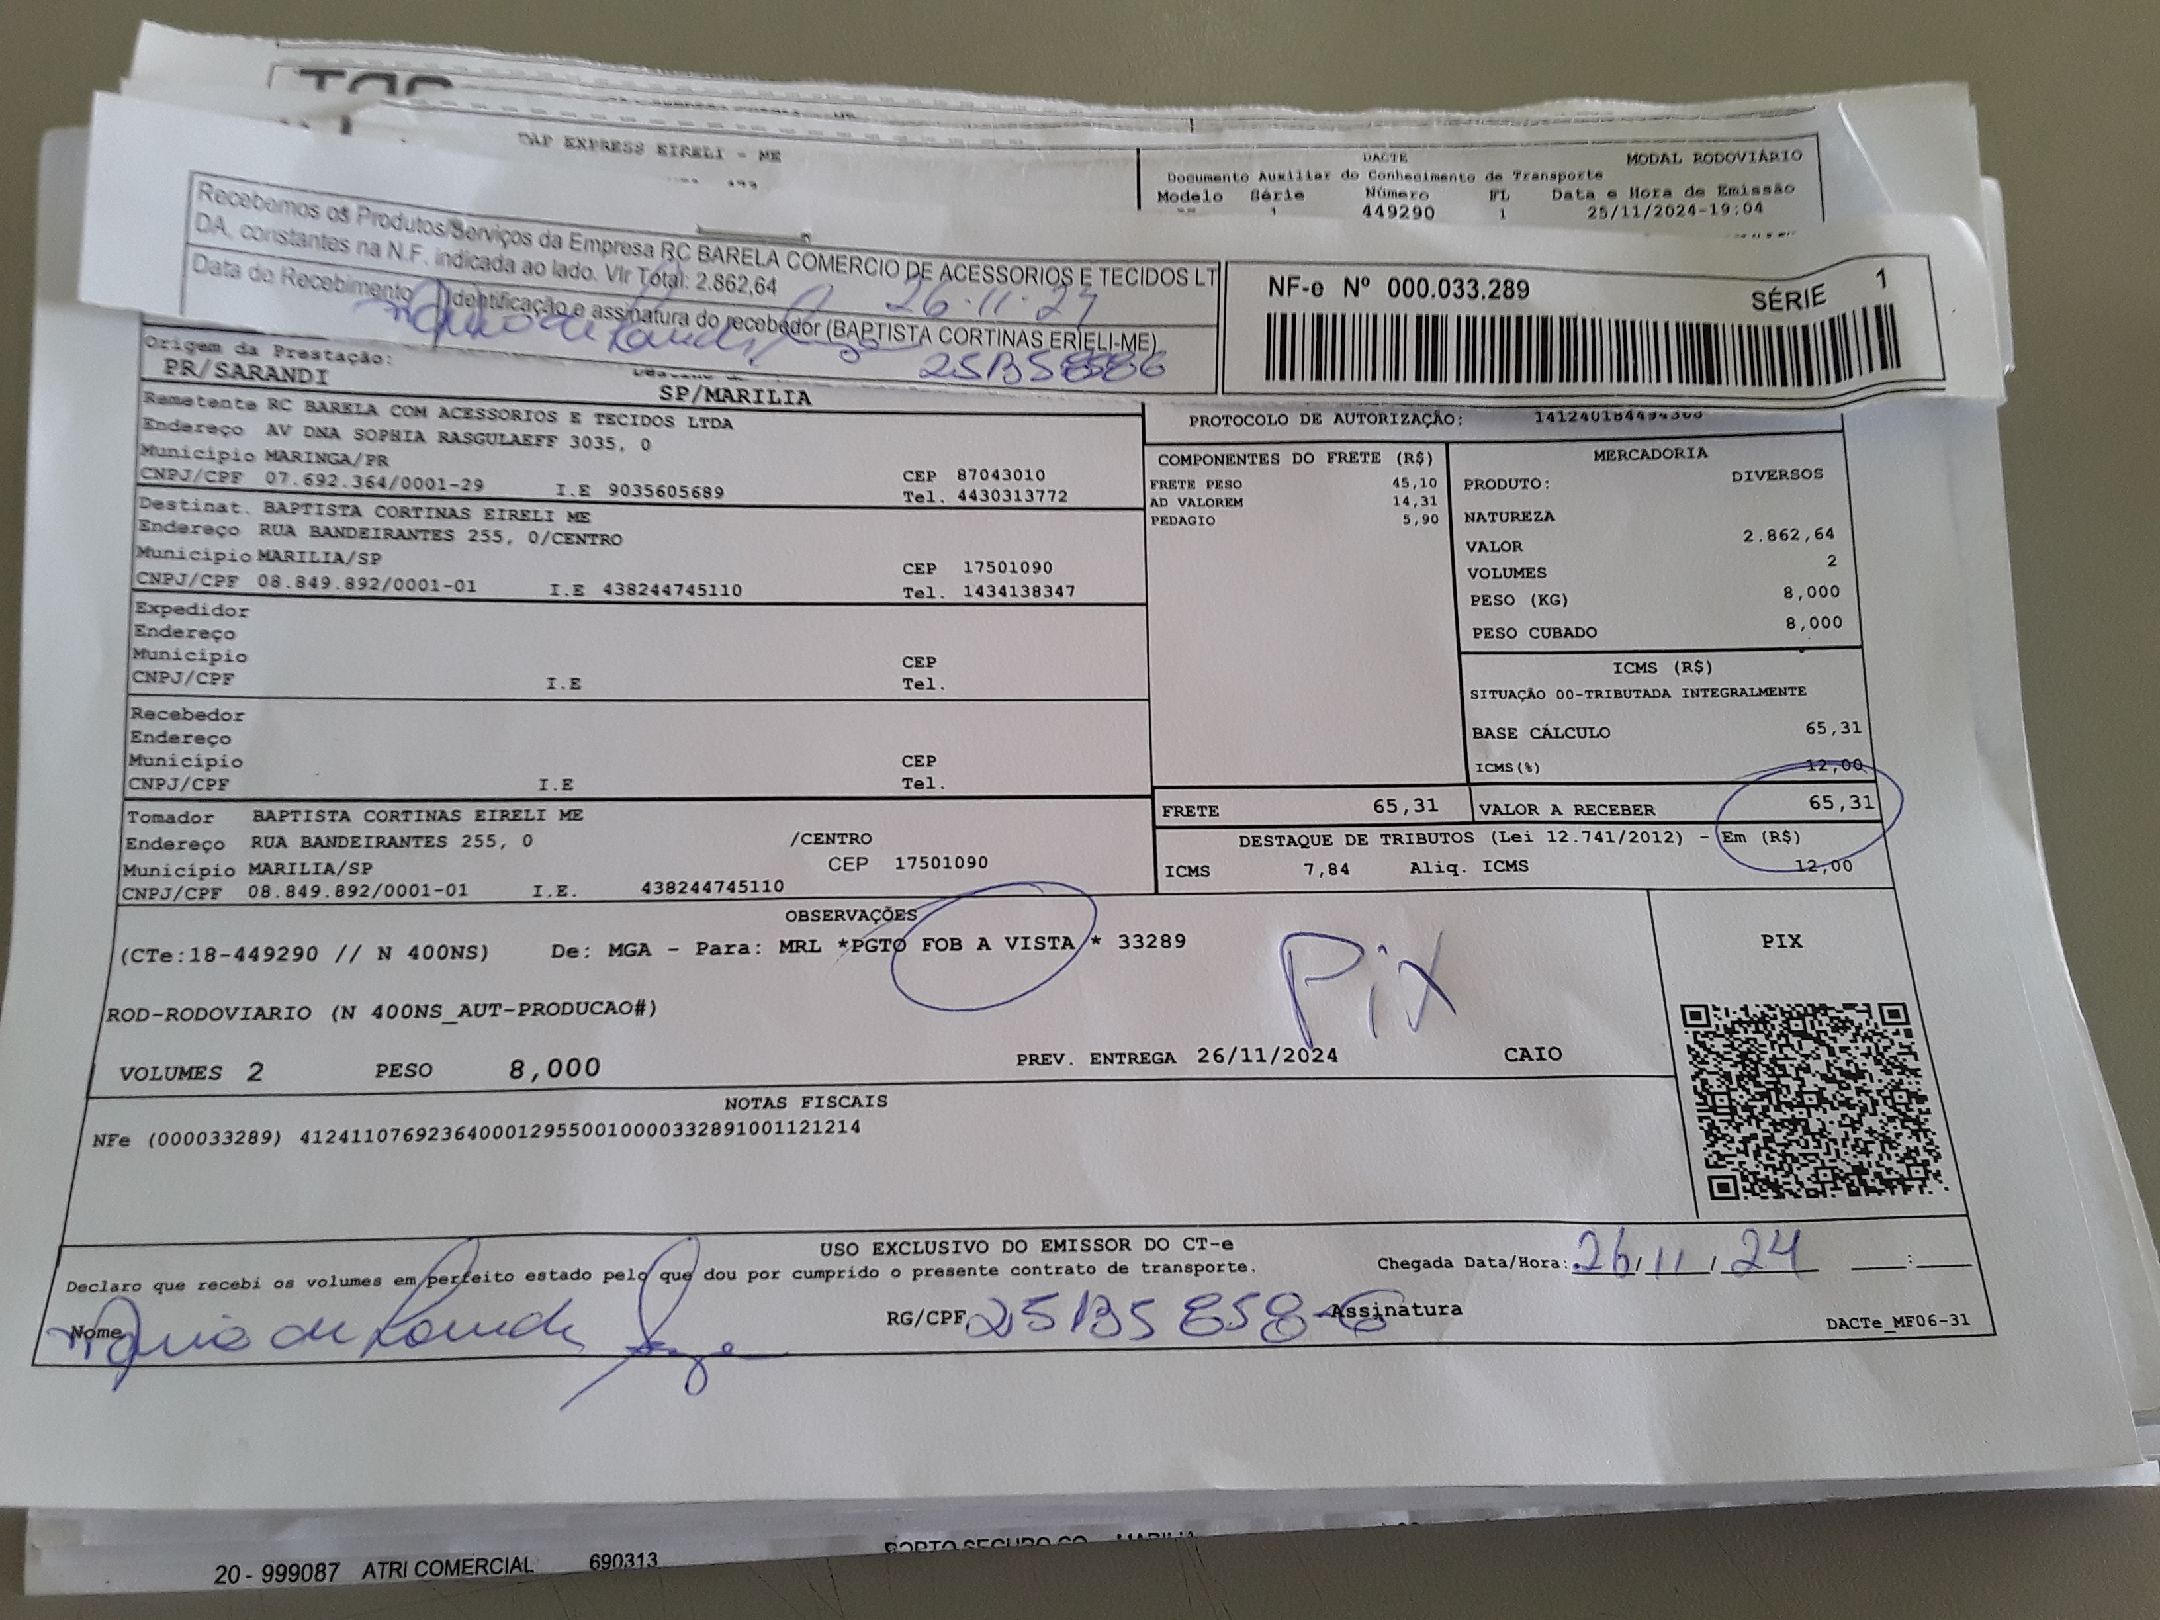 EXPRESS EIRELI - ME
DACTE
MODAL RODOVIÁRIO
Documento Auxiliar do Conhecimento de Transporte
Modelo Série Número FL Data e Hora de Emissão
1 449290 1 25/11/2024-19:04
Recebemos os Produtos/Serviços da Empresa RC BARELA COMERCIO DE ACESSORIOS E TECIDOS LT
DA, constantes na N.F. indicada ao lado. Vlr Total: 2.862,64
26.11.24
Data do Recebimento Identificação e assinatura do recebedor (BAPTISTA CORTINAS ERIELI-ME)
NF-e Nº 000.033.289 SÉRIE 1
Origem da Prestação:
PR/SARANDI
SP/MARILIA
Remetente RC BARELA COM ACESSORIOS E TECIDOS LTDA
Endereço AV DNA SOPHIA RASGULAEFF 3035, 0
Município MARINGA/PR CEP 87043010
CNPJ/CPF 07.692.364/0001-29 I.E 9035605689 Tel. 4430313772
Destinat. BAPTISTA CORTINAS EIRELI ME
Endereço RUA BANDEIRANTES 255, 0/CENTRO
Município MARILIA/SP CEP 17501090
CNPJ/CPF 08.849.892/0001-01 I.E 438244745110 Tel. 1434138347
Expedidor
Endereço
Município CEP
CNPJ/CPF I.E Tel.
Recebedor
Endereço
Município CEP
CNPJ/CPF I.E Tel.
Tomador BAPTISTA CORTINAS EIRELI ME
Endereço RUA BANDEIRANTES 255, 0 /CENTRO
Município MARILIA/SP CEP 17501090
CNPJ/CPF 08.849.892/0001-01 I.E. 438244745110
PROTOCOLO DE AUTORIZAÇÃO:
COMPONENTES DO FRETE (R$)
FRETE PESO 45,10
AD VALOREM 14,31
PEDAGIO 5,90
MERCADORIA
PRODUTO: DIVERSOS
NATUREZA
VALOR 2.862,64
VOLUMES 2
PESO (KG) 8,000
PESO CUBADO 8,000
ICMS (R$)
SITUAÇÃO 00-TRIBUTADA INTEGRALMENTE
BASE CÁLCULO 65,31
ICMS(%) 12,00
FRETE 65,31 VALOR A RECEBER 65,31
DESTAQUE DE TRIBUTOS (Lei 12.741/2012) - Em (R$)
ICMS 7,84 Aliq. ICMS 12,00
OBSERVAÇÕES
(CTe:18-449290 // N 400NS) De: MGA - Para: MRL *PGTO FOB A VISTA * 33289
Pix
PIX
ROD-RODOVIARIO (N 400NS_AUT-PRODUCAO#)
VOLUMES 2 PESO 8,000 PREV. ENTREGA 26/11/2024 CAIO
NOTAS FISCAIS
NFe (000033289) 41241107692364000129550010000332891001121214
USO EXCLUSIVO DO EMISSOR DO CT-e
Declaro que recebi os volumes em perfeito estado pelo que dou por cumprido o presente contrato de transporte.
Chegada Data/Hora: 26/11/24 __:__
Nome RG/CPF Assinatura
DACTe_MF06-31
20 - 999087 ATRI COMERCIAL 690313